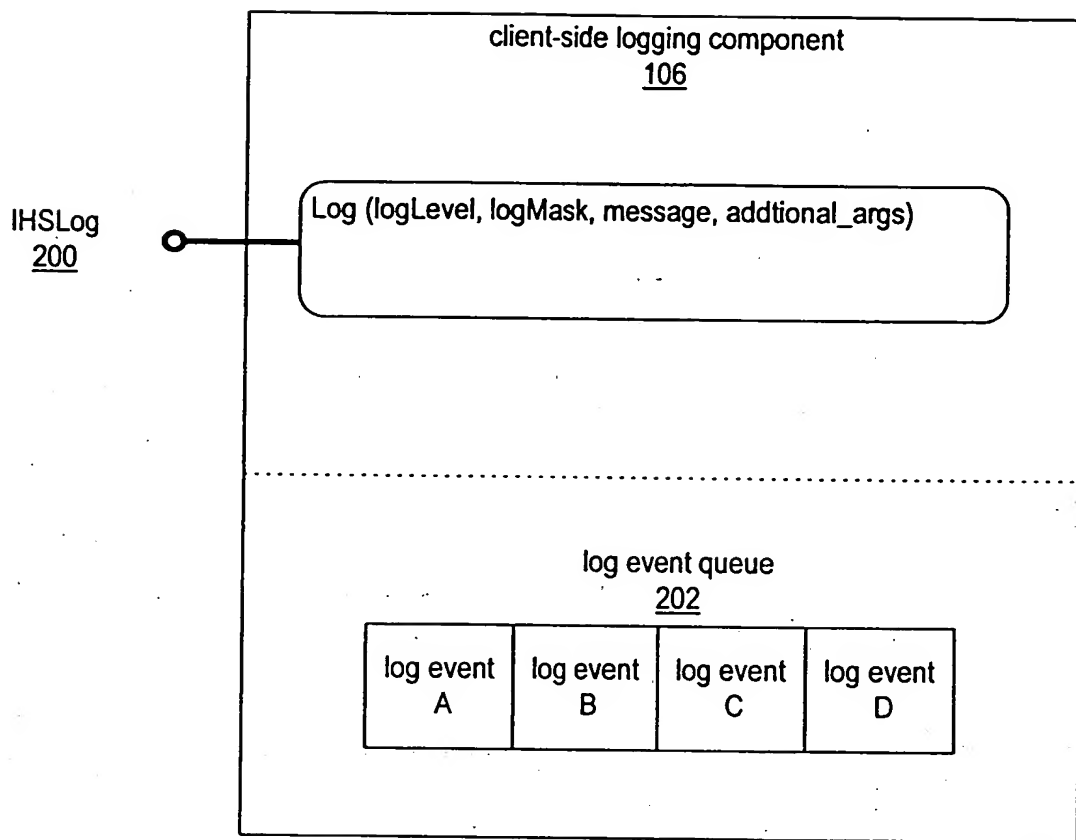 client-side logging component
106
IHSLog
200
Log (logLevel, logMask, message, addtional_args)
log event queue
202
log event
A
log event
B
log event
C
log event
D